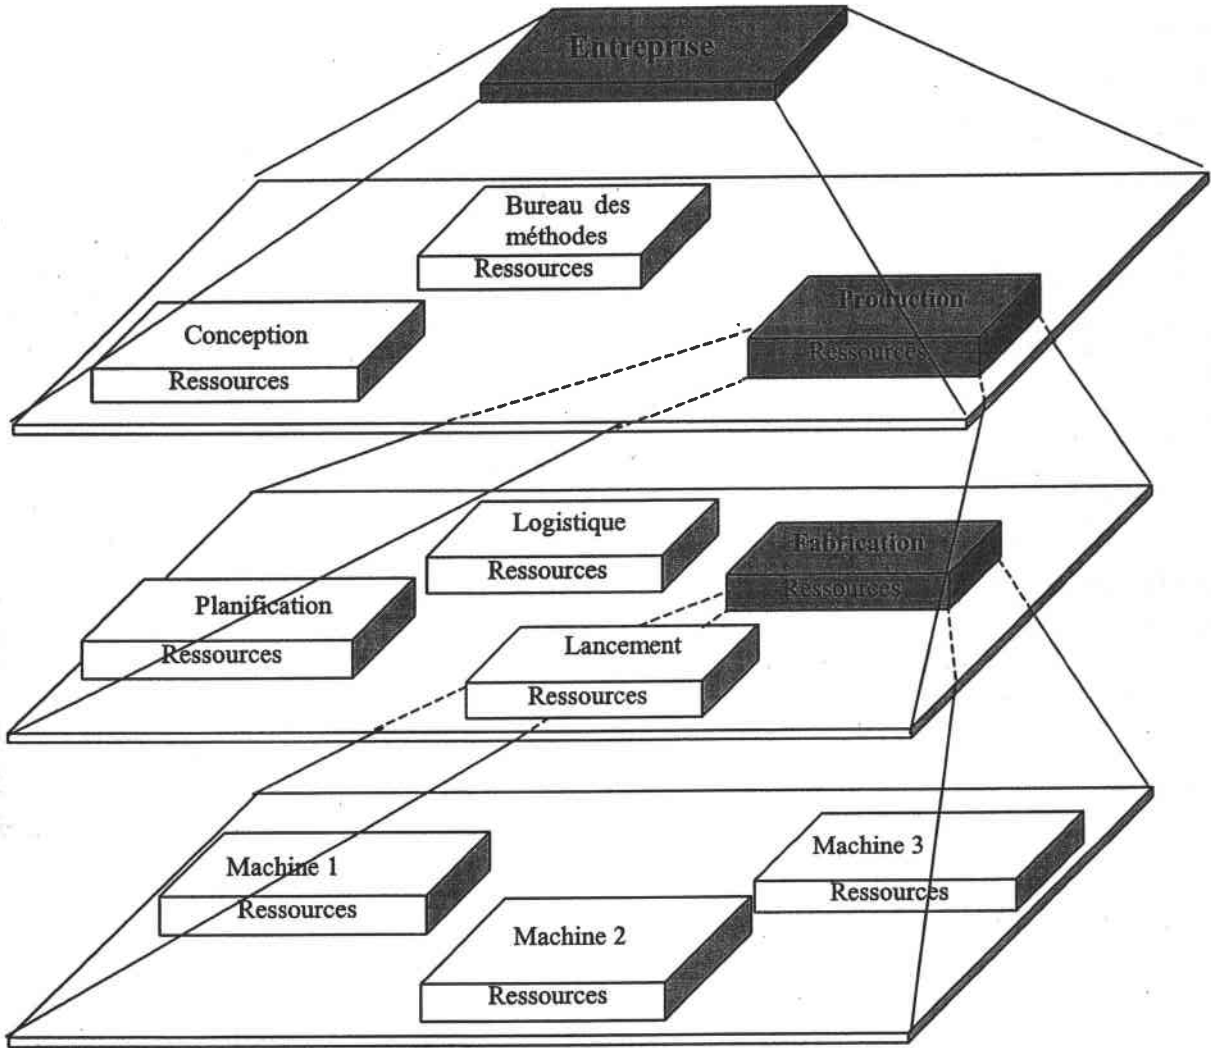 Entreprise
Bureau des
méthodes
Ressources
Production
Ressources
Conception
Ressources
Logistique
Ressources
Fabrication
Ressources
Planification
Ressources
Lancement
Ressources
Machine 1
Ressources
Machine 3
Ressources
Machine 2
Ressources